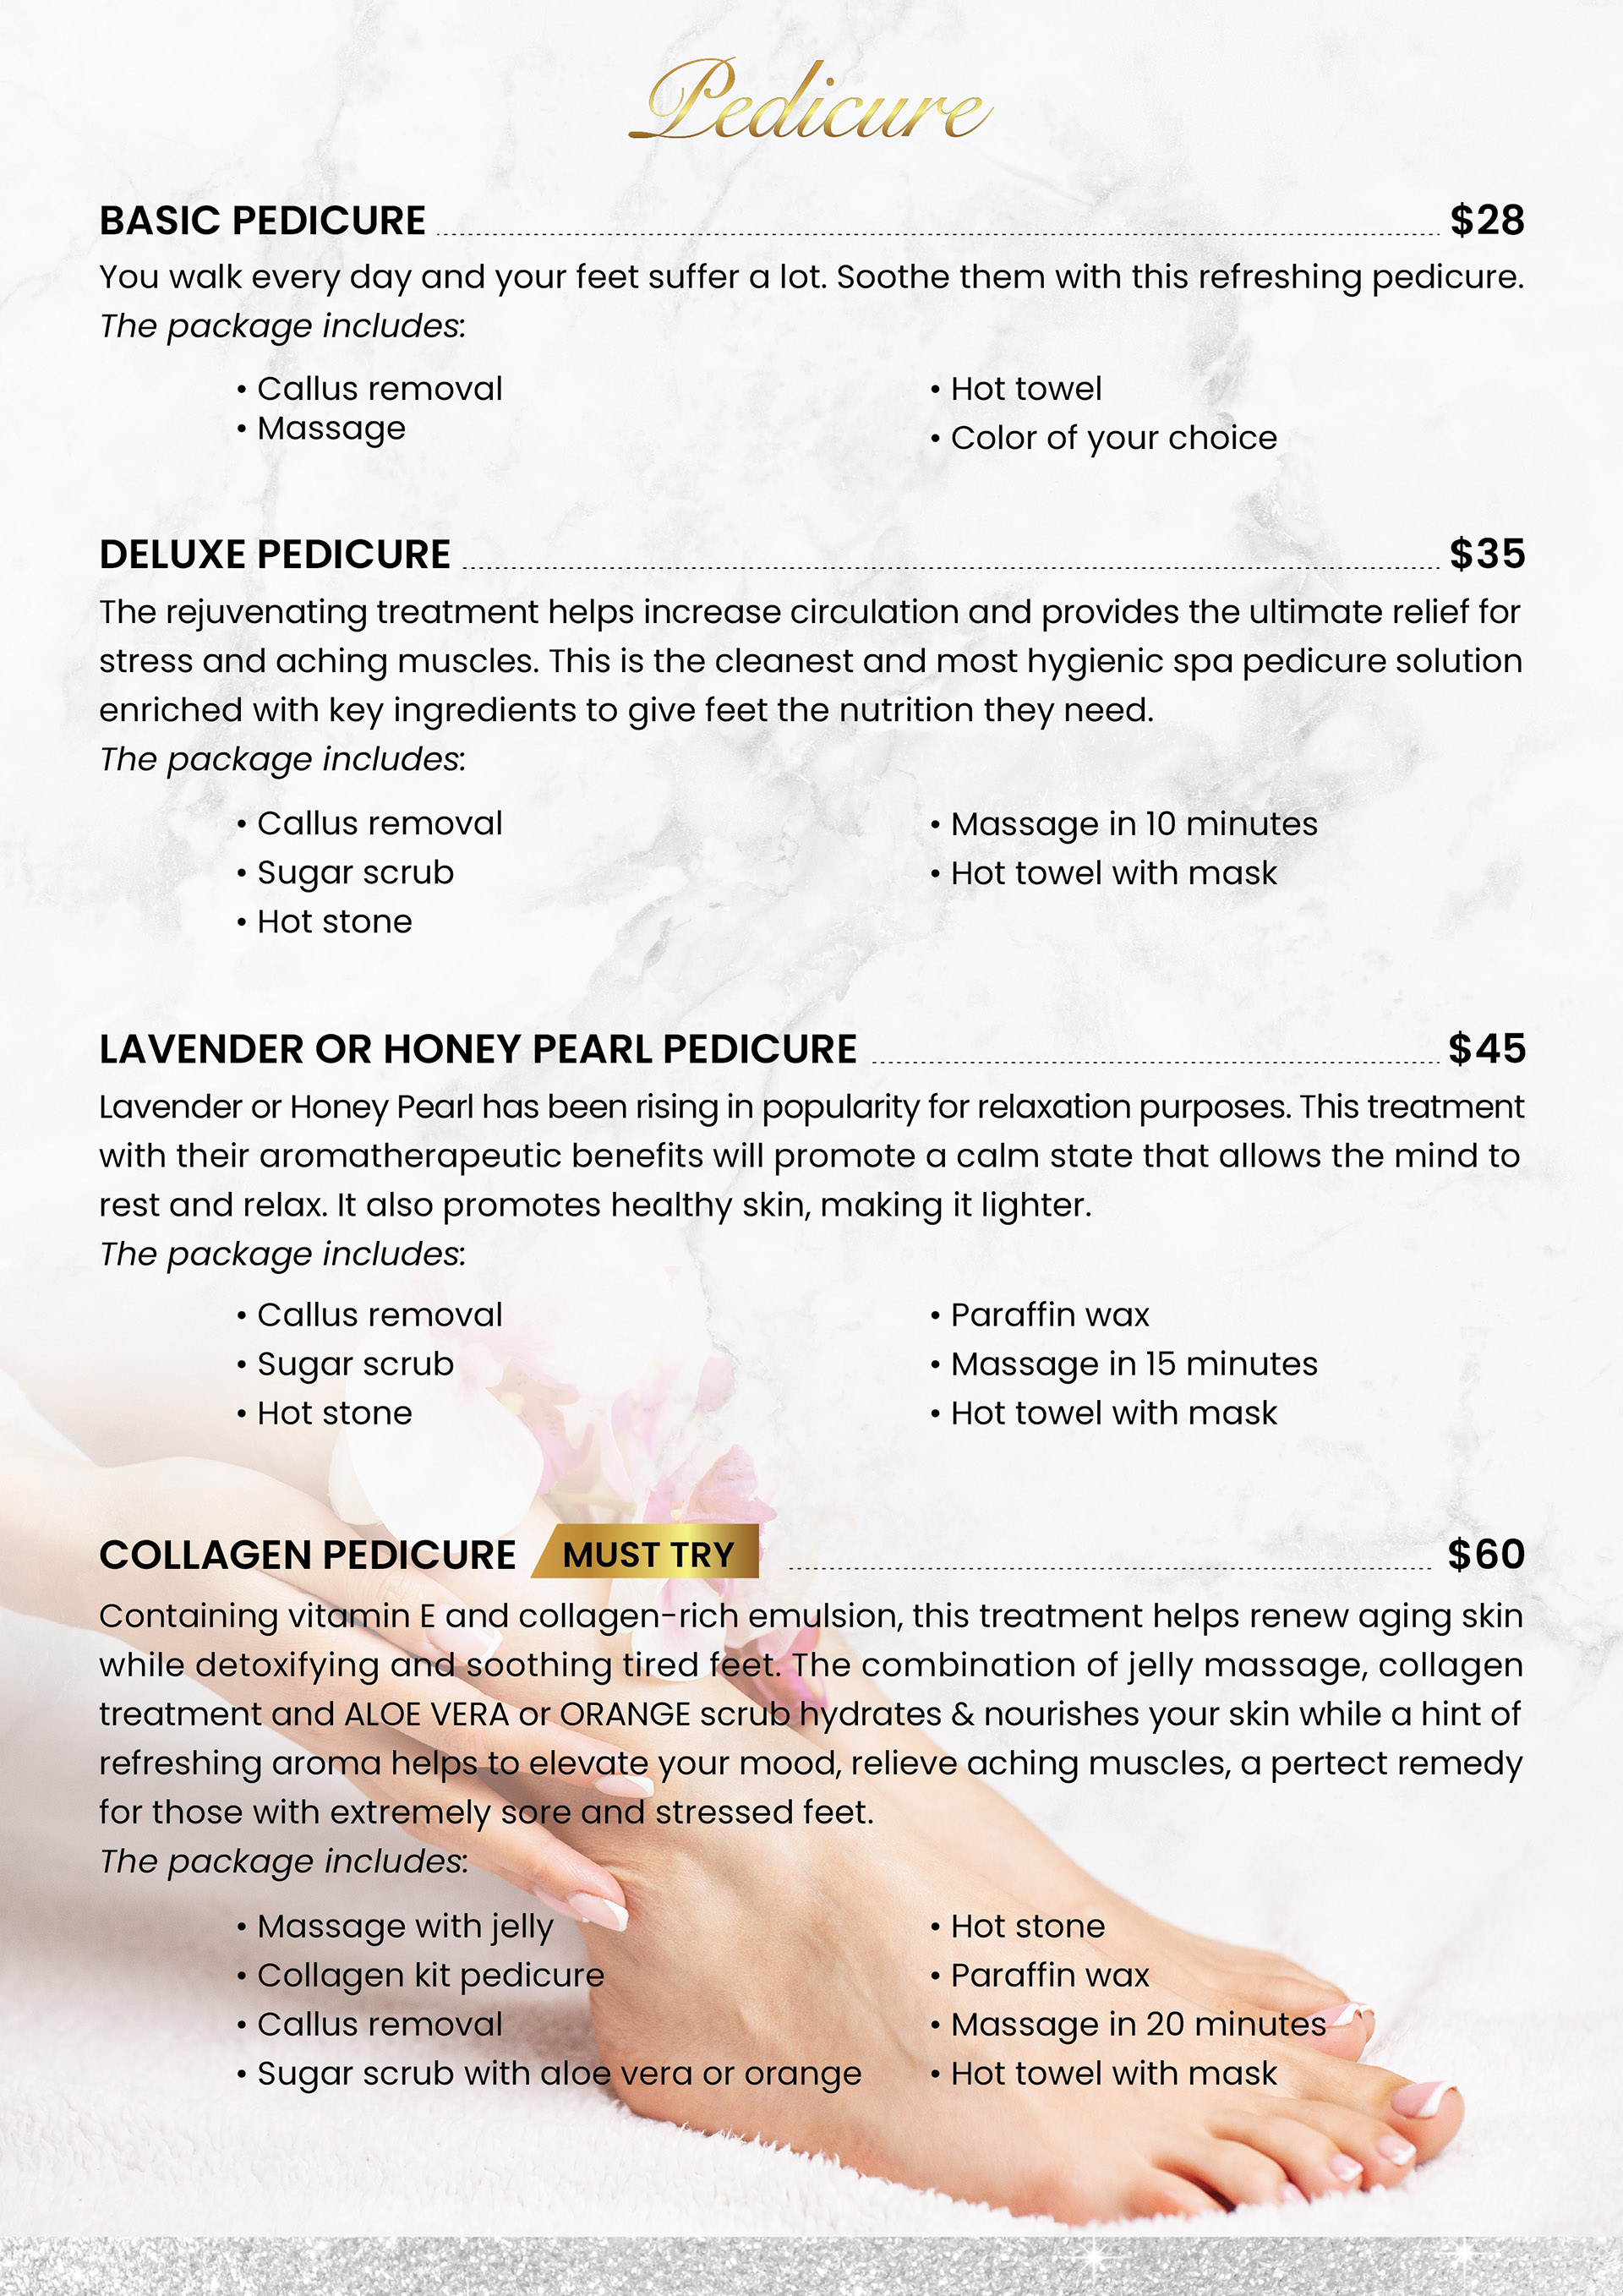 Pedicure
BASIC PEDICURE $28
You walk every day and your feet suffer a lot. Soothe them with this refreshing pedicure.
The package includes:
• Callus removal
• Massage
• Hot towel
• Color of your choice
DELUXE PEDICURE $35
The rejuvenating treatment helps increase circulation and provides the ultimate relief for
stress and aching muscles. This is the cleanest and most hygienic spa pedicure solution
enriched with key ingredients to give feet the nutrition they need.
The package includes:
• Callus removal
• Sugar scrub
• Hot stone
• Massage in 10 minutes
• Hot towel with mask
LAVENDER OR HONEY PEARL PEDICURE $45
Lavender or Honey Pearl has been rising in popularity for relaxation purposes. This treatment
with their aromatherapeutic benefits will promote a calm state that allows the mind to
rest and relax. It also promotes healthy skin, making it lighter.
The package includes:
• Callus removal
• Sugar scrub
• Hot stone
• Paraffin wax
• Massage in 15 minutes
• Hot towel with mask
COLLAGEN PEDICURE MUST TRY $60
Containing vitamin E and collagen-rich emulsion, this treatment helps renew aging skin
while detoxifying and soothing tired feet. The combination of jelly massage, collagen
treatment and ALOE VERA or ORANGE scrub hydrates & nourishes your skin while a hint of
refreshing aroma helps to elevate your mood, relieve aching muscles, a pertect remedy
for those with extremely sore and stressed feet.
The package includes:
• Massage with jelly
• Collagen kit pedicure
• Callus removal
• Sugar scrub with aloe vera or orange
• Hot stone
• Paraffin wax
• Massage in 20 minutes
• Hot towel with mask